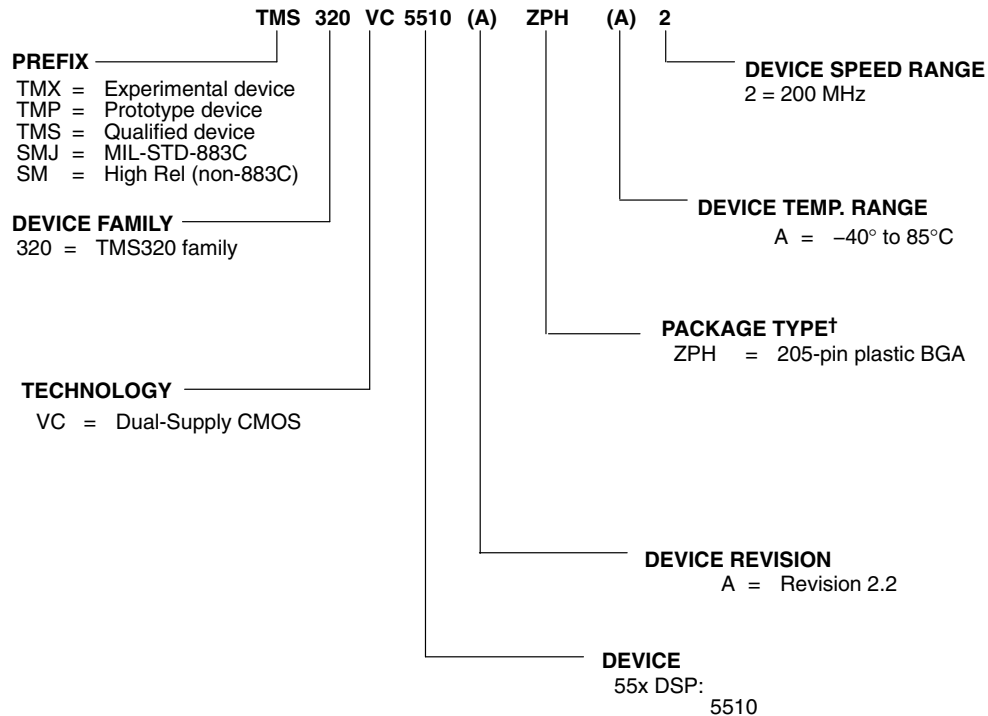 TMS 320 VC 5510 (A) ZPH (A) 2
PREFIX
TMX = Experimental device
TMP = Prototype device
TMS = Qualified device
SMJ = MIL-STD-883C
SM = High Rel (non-883C)
DEVICE SPEED RANGE
2 = 200 MHz
DEVICE FAMILY
320 = TMS320 family
DEVICE TEMP. RANGE
A = −40° to 85°C
PACKAGE TYPE†
ZPH = 205-pin plastic BGA
TECHNOLOGY
VC = Dual-Supply CMOS
DEVICE REVISION
A = Revision 2.2
DEVICE
55x DSP:
5510